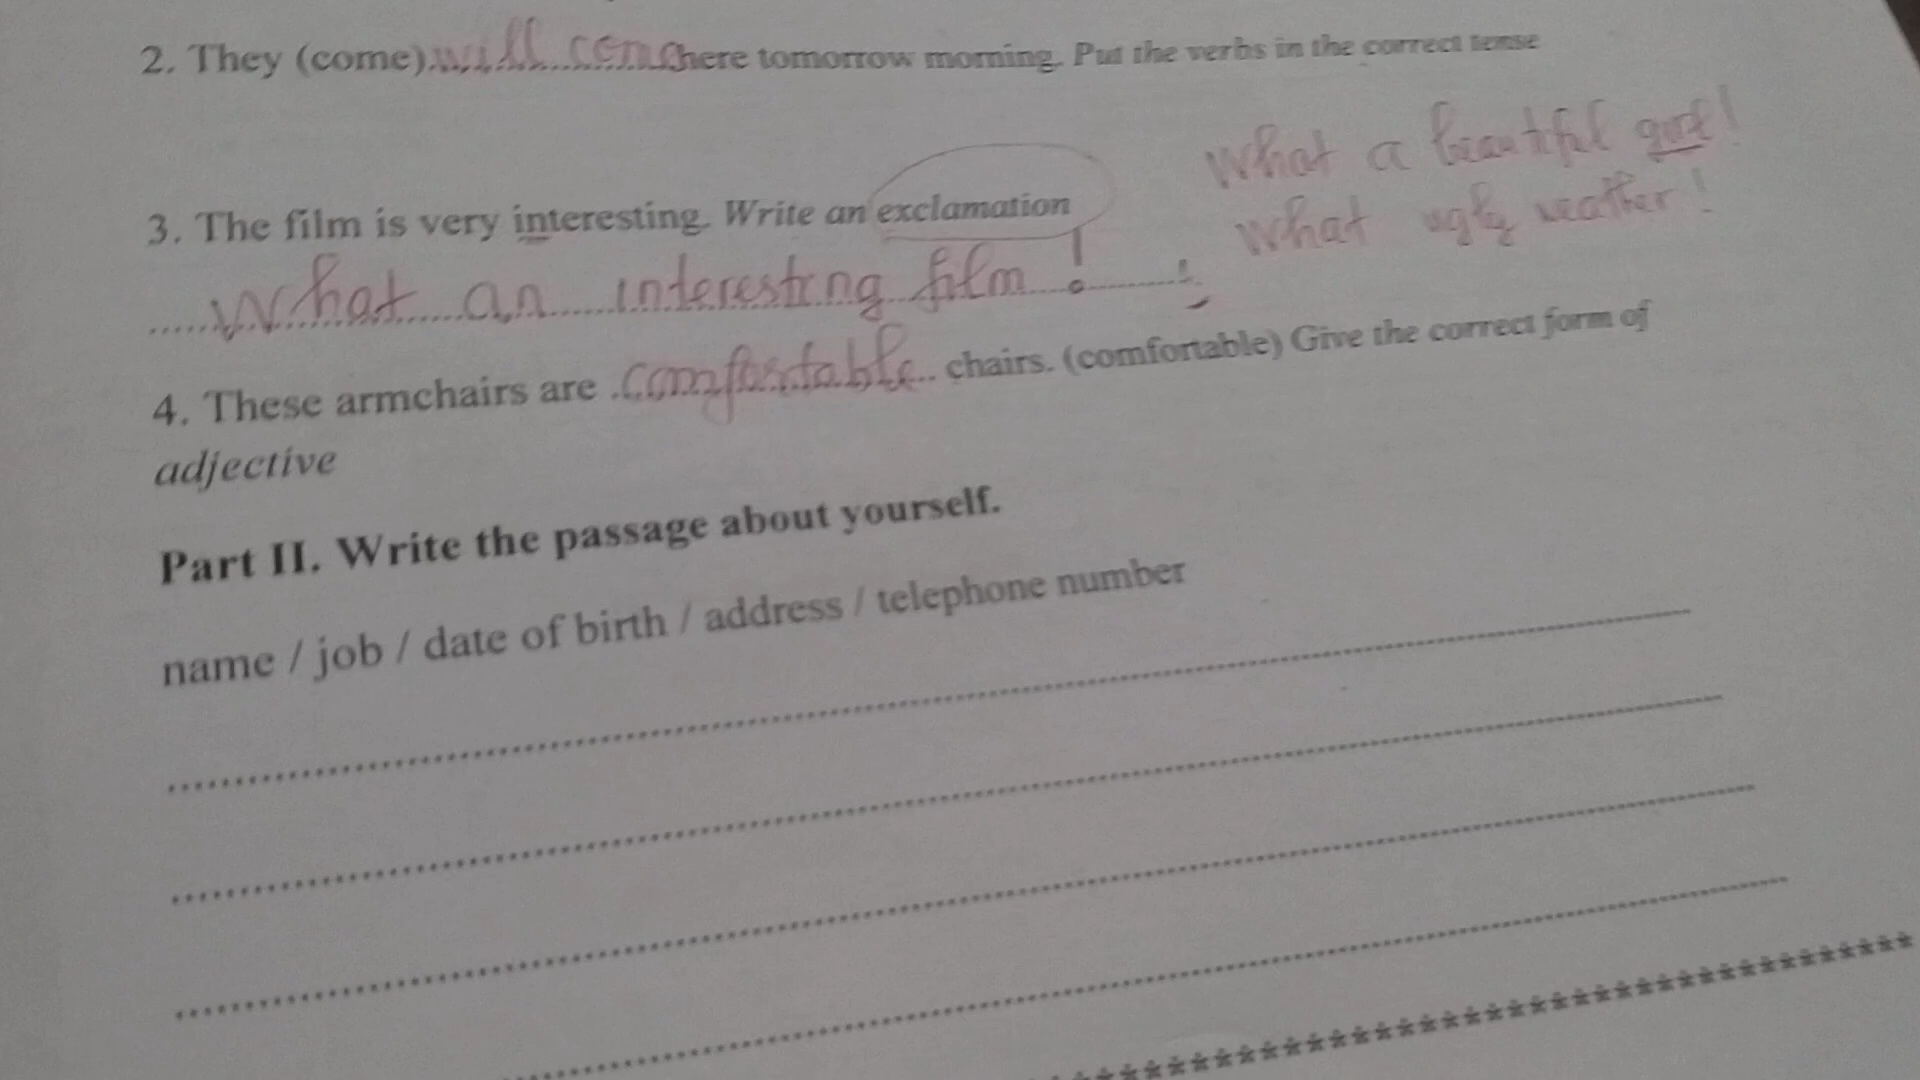 2. They (come) will come here tomorrow morning. Put the verbs in the correct tense
What a beautiful girl!
3. The film is very interesting. Write an exclamation
What ugly weather!
What an interesting film! !
4. These armchairs are comfortable chairs. (comfortable) Give the correct form of
adjective
Part II. Write the passage about yourself.
name / job / date of birth / address / telephone number
********************************